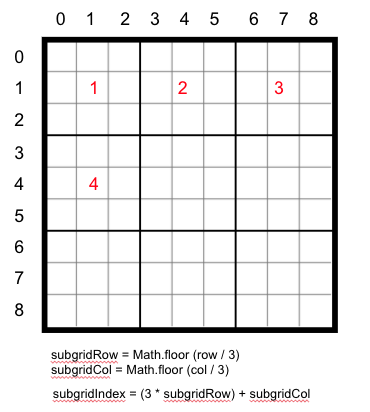 0 1 2 3 4 5 6 7 8
0
1 1 2 3
2
3
4 4
5
6
7
8
subgridRow = Math.floor (row / 3)
subgridCol = Math.floor (col / 3)
subgridIndex = (3 * subgridRow) + subgridCol